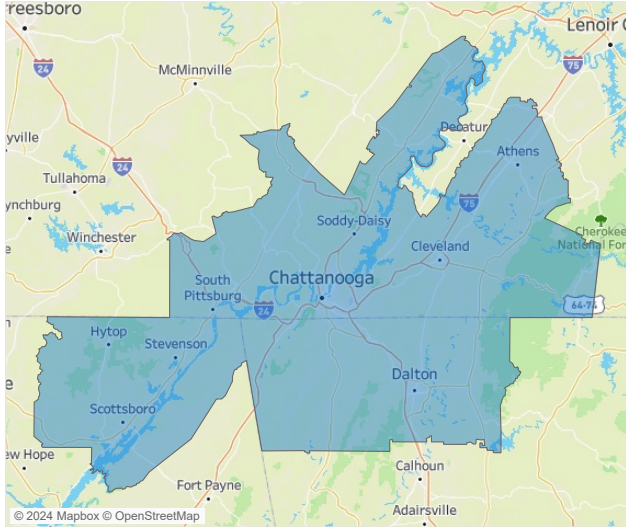 reesboro
Lenoir C
24
75
McMinnville
yville
Decatur
24
Athens
Tullahoma
ynchburg
75
Soddy-Daisy
Cherokee
National For
Winchester
e
Cleveland
South
Pittsburg
Chattanooga
64-74
24
n
Hytop
Stevenson
e
Dalton
Scottsboro
ew Hope
Calhoun
Fort Payne
Adairsville
© 2024 Mapbox © OpenStreetMap